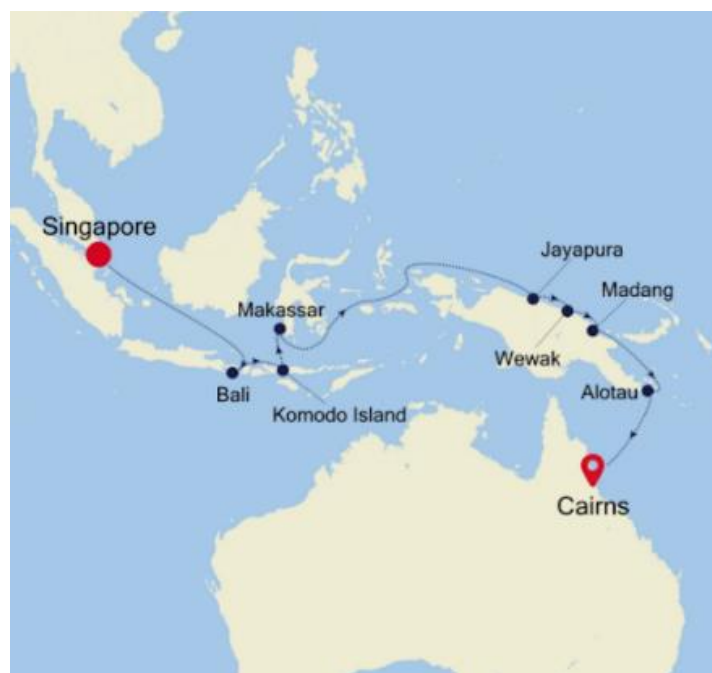 Singapore
Jayapura
Madang
Makassar
Wewak
Bali
Komodo Island
Alotau
Cairns